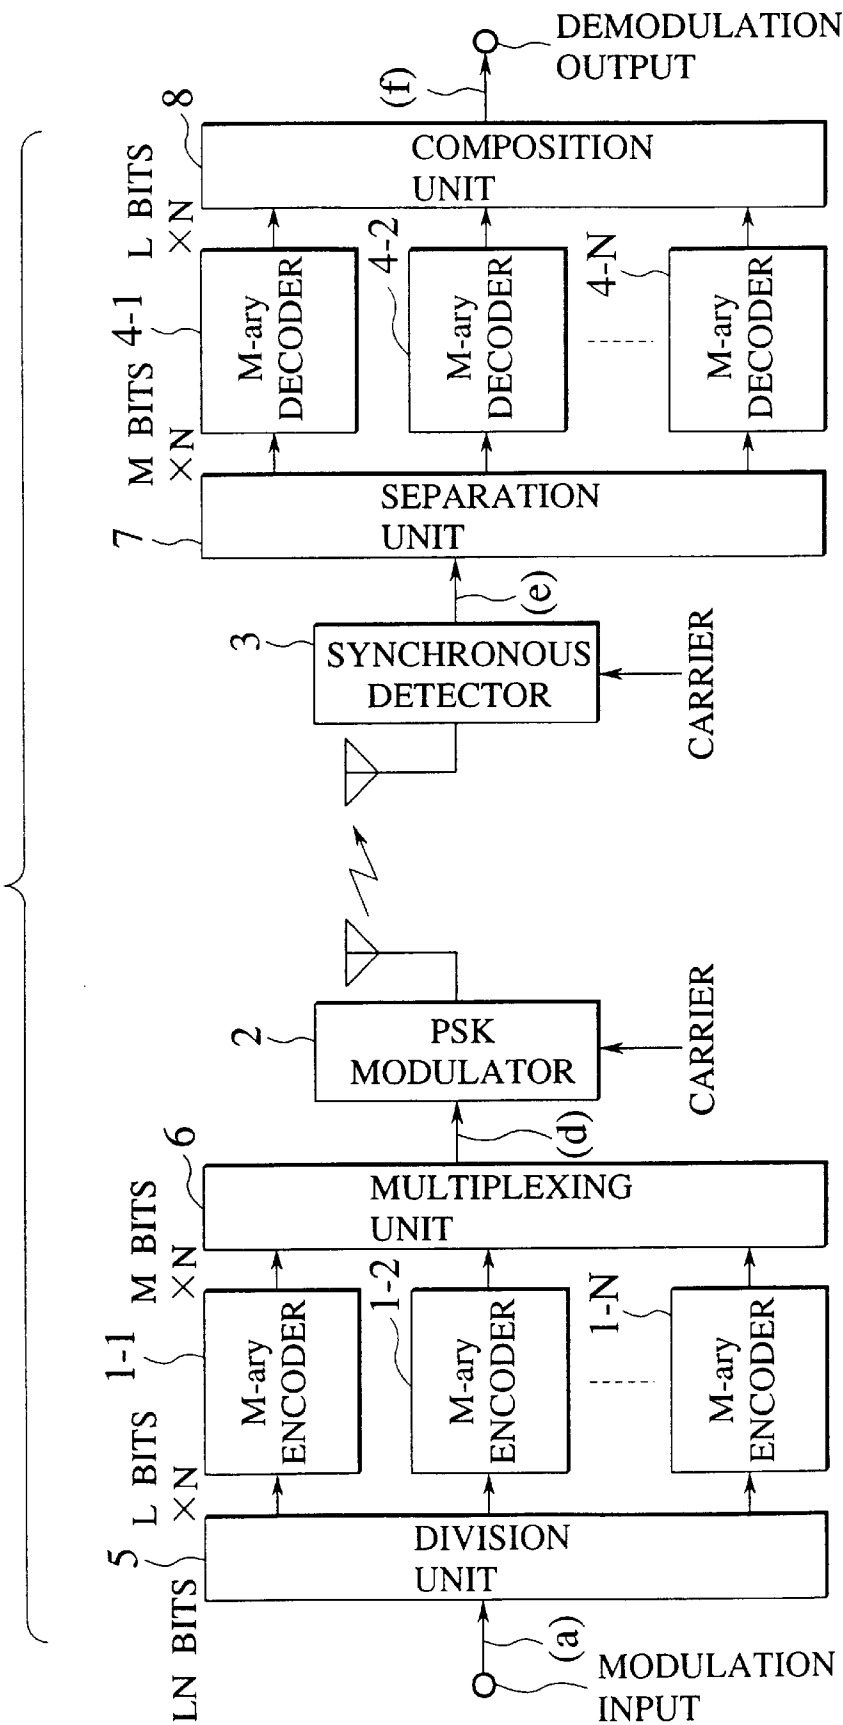 LN BITS
5
L BITS
×N
1-1
M BITS
×N
6
MODULATION
INPUT
(a)
DIVISION
UNIT
M-ary
ENCODER
1-2
M-ary
ENCODER
1-N
M-ary
ENCODER
MULTIPLEXING
UNIT
(d)
2
PSK
MODULATOR
CARRIER
3
SYNCHRONOUS
DETECTOR
CARRIER
(e)
7
SEPARATION
UNIT
M BITS
×N
4-1
M-ary
DECODER
4-2
M-ary
DECODER
4-N
M-ary
DECODER
L BITS
×N
8
COMPOSITION
UNIT
(f)
DEMODULATION
OUTPUT